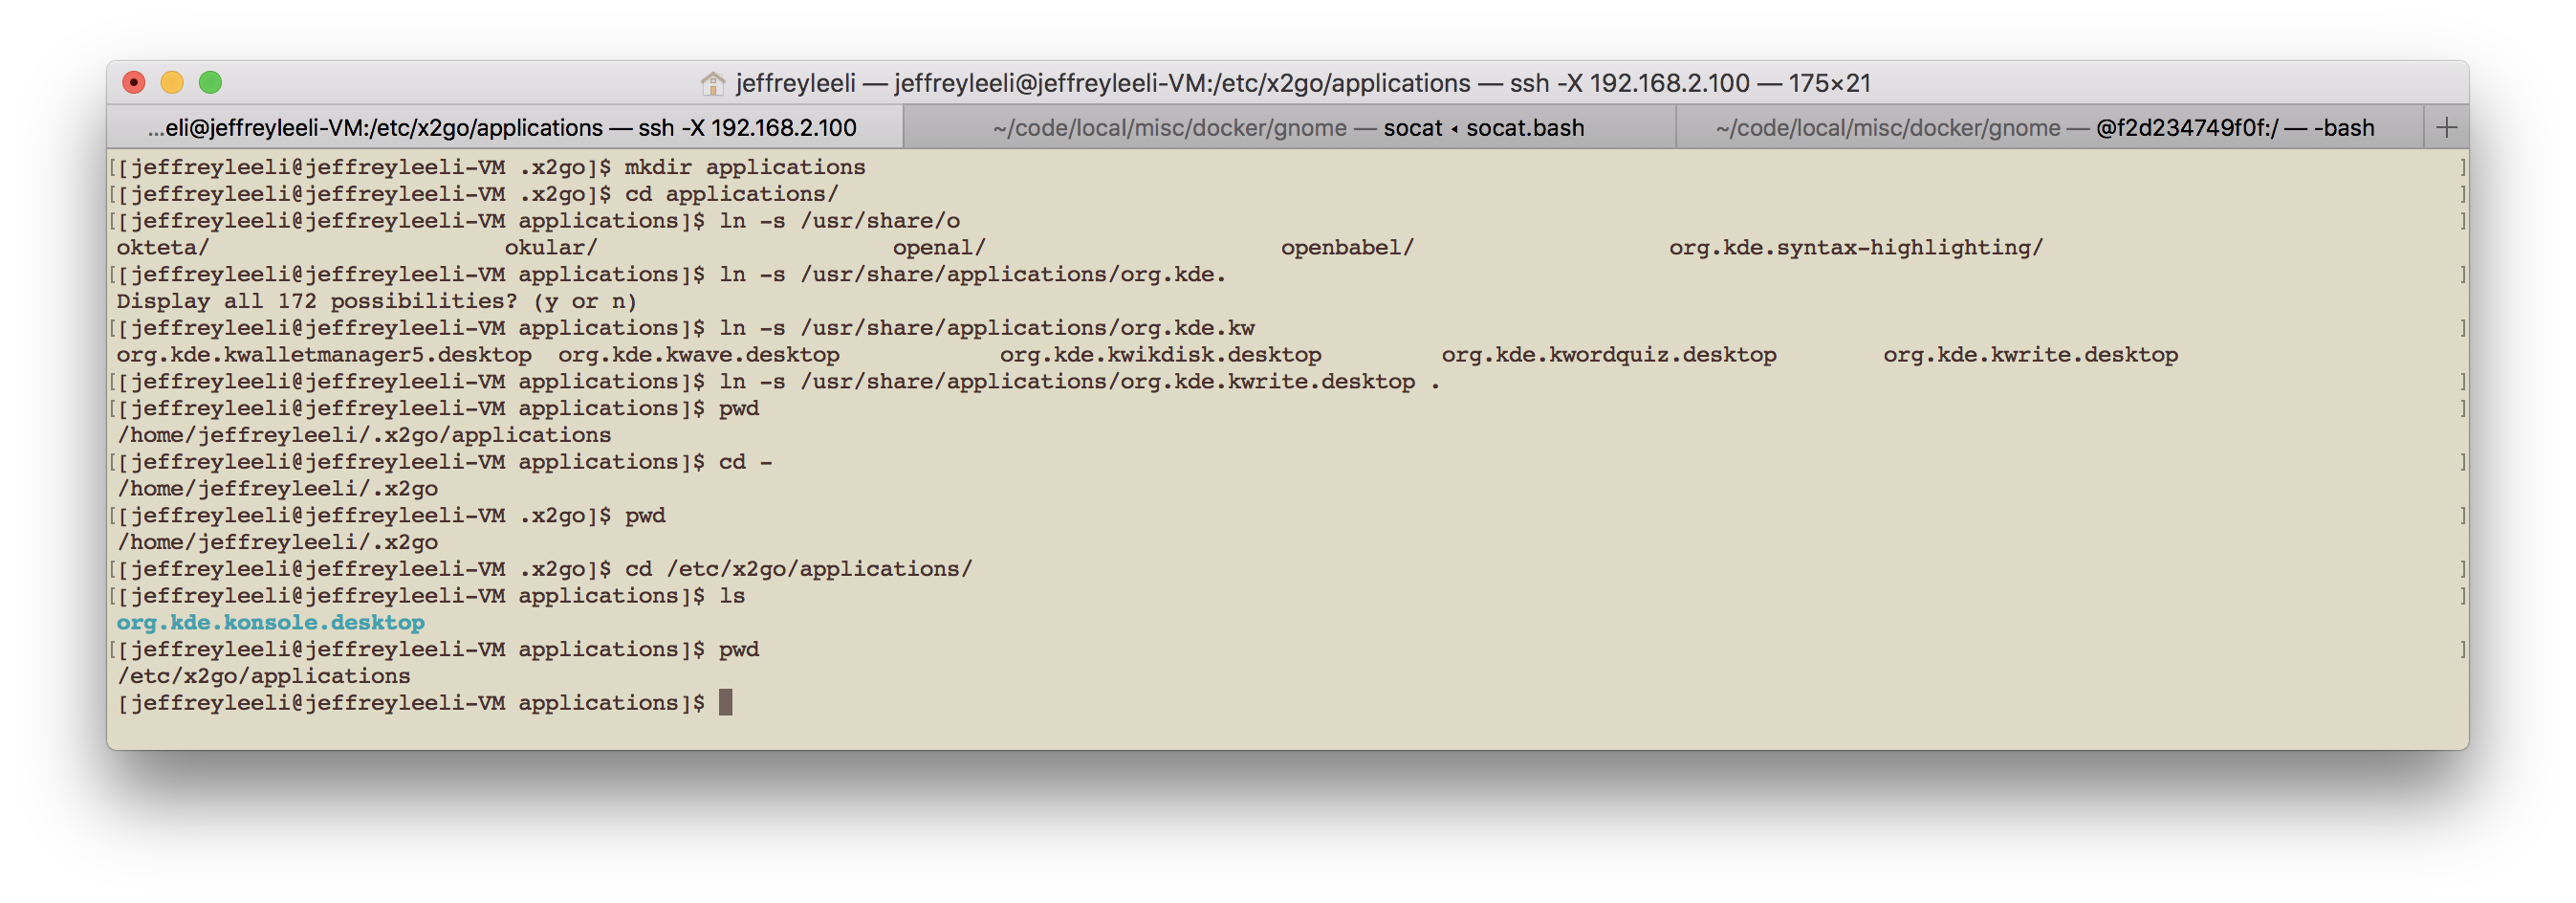 jeffreyleeli — jeffreyleeli@jeffreyleeli-VM:/etc/x2go/applications — ssh -X 192.168.2.100 — 175×21
...eli@jeffreyleeli-VM:/etc/x2go/applications — ssh -X 192.168.2.100 ~/code/local/misc/docker/gnome — socat ◂ socat.bash ~/code/local/misc/docker/gnome — @f2d234749f0f:/ — -bash +
[[jeffreyleeli@jeffreyleeli-VM .x2go]$ mkdir applications ]
[[jeffreyleeli@jeffreyleeli-VM .x2go]$ cd applications/ ]
[[jeffreyleeli@jeffreyleeli-VM applications]$ ln -s /usr/share/o ]
okteta/ okular/ openal/ openbabel/ org.kde.syntax-highlighting/
[[jeffreyleeli@jeffreyleeli-VM applications]$ ln -s /usr/share/applications/org.kde. ]
Display all 172 possibilities? (y or n)
[[jeffreyleeli@jeffreyleeli-VM applications]$ ln -s /usr/share/applications/org.kde.kw ]
org.kde.kwalletmanager5.desktop org.kde.kwave.desktop org.kde.kwikdisk.desktop org.kde.kwordquiz.desktop org.kde.kwrite.desktop
[[jeffreyleeli@jeffreyleeli-VM applications]$ ln -s /usr/share/applications/org.kde.kwrite.desktop . ]
[[jeffreyleeli@jeffreyleeli-VM applications]$ pwd ]
/home/jeffreyleeli/.x2go/applications
[[jeffreyleeli@jeffreyleeli-VM applications]$ cd - ]
/home/jeffreyleeli/.x2go
[[jeffreyleeli@jeffreyleeli-VM .x2go]$ pwd ]
/home/jeffreyleeli/.x2go
[[jeffreyleeli@jeffreyleeli-VM .x2go]$ cd /etc/x2go/applications/ ]
[[jeffreyleeli@jeffreyleeli-VM applications]$ ls ]
org.kde.konsole.desktop
[[jeffreyleeli@jeffreyleeli-VM applications]$ pwd ]
/etc/x2go/applications
[jeffreyleeli@jeffreyleeli-VM applications]$